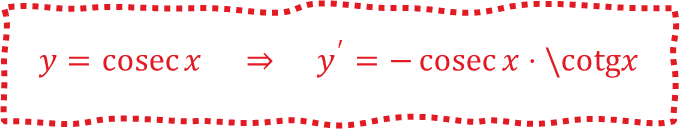 y = cosec x ⇒ y′ = − cosec x · \cotgx